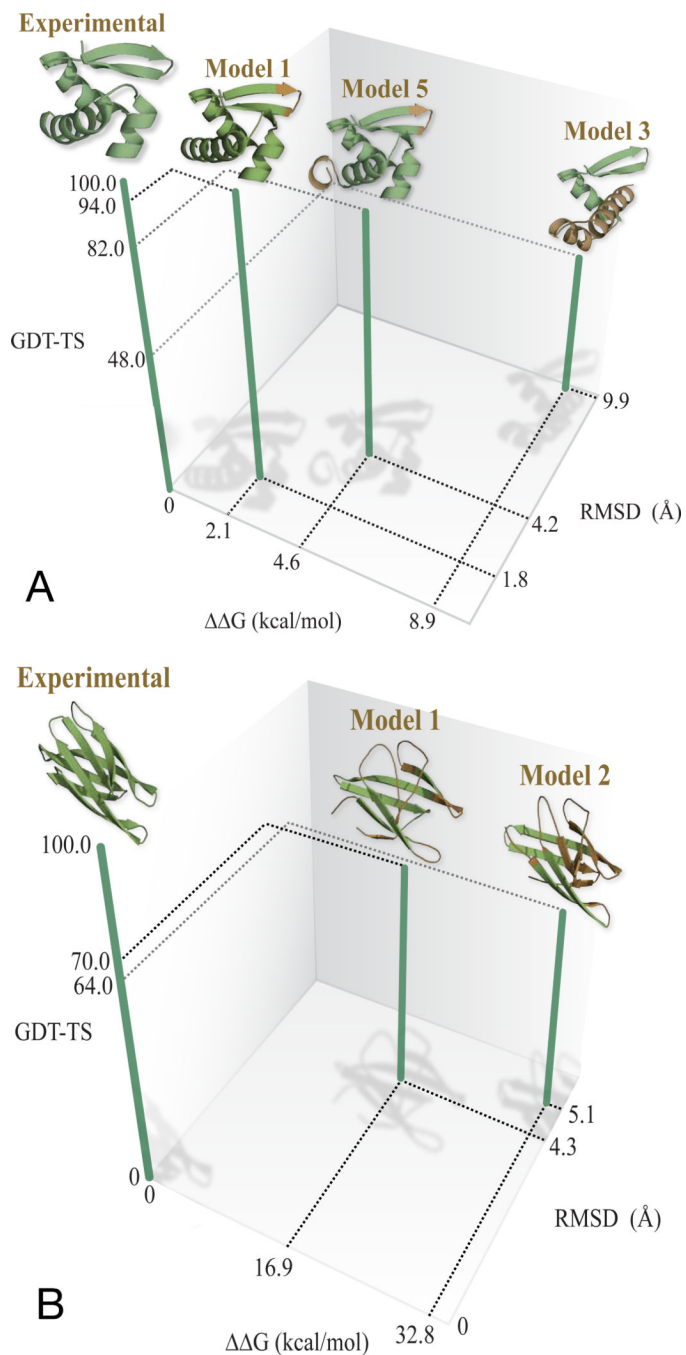 Experimental
Model 1
Model 5
Model 3
100.0
94.0
82.0
GDT-TS
48.0
9.9
0
2.1
4.2
RMSD (Å)
4.6
1.8
8.9
A
ΔΔG (kcal/mol)
Experimental
Model 1
Model 2
100.0
70.0
64.0
GDT-TS
5.1
4.3
0
0
RMSD (Å)
16.9
32.8
0
B
ΔΔG (kcal/mol)